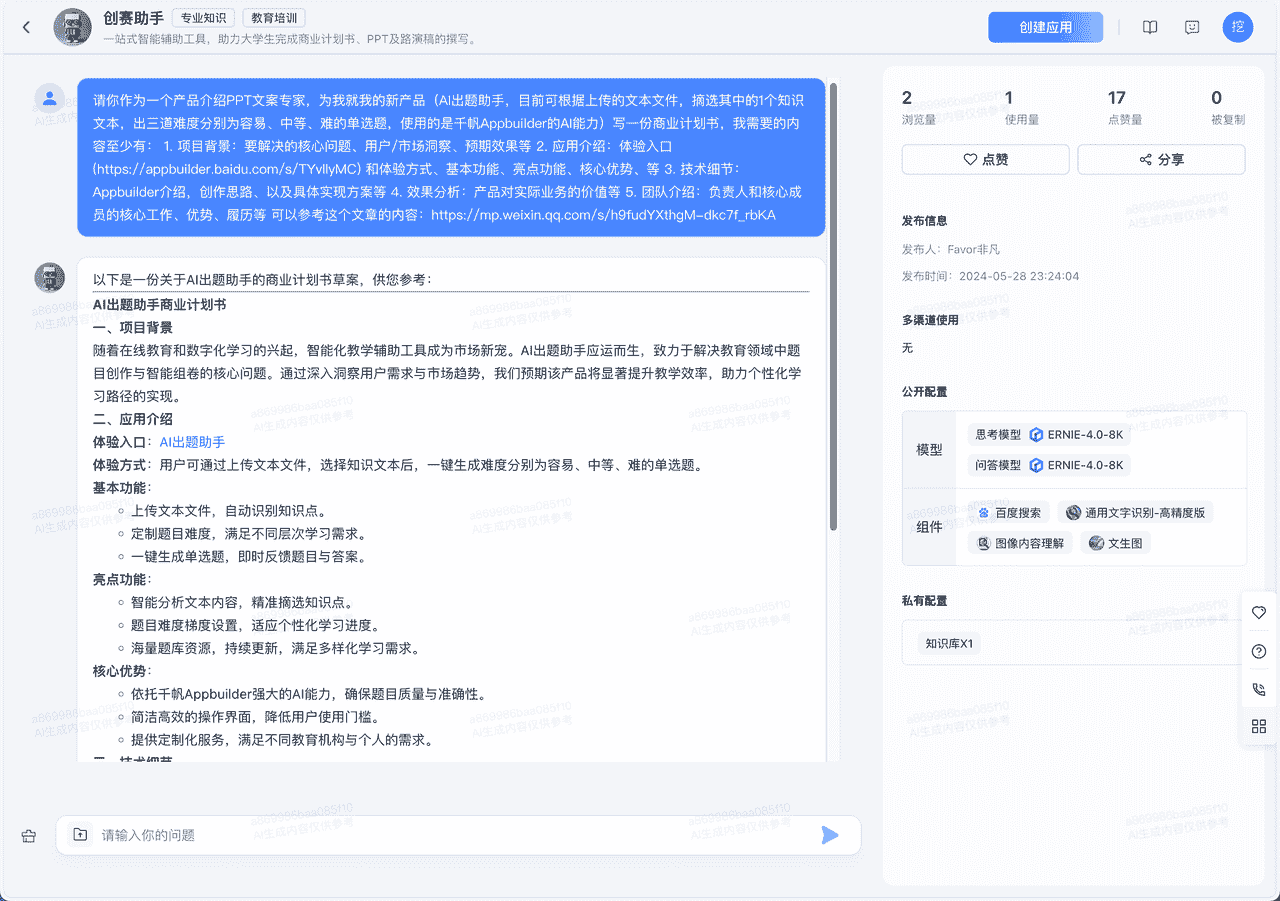 创赛助手 专业知识 教育培训
一站式智能辅助工具，助力大学生完成商业计划书、PPT及路演稿的撰写。
创建应用
挖
请你作为一个产品介绍PPT文案专家，为我就我的新产品（AI出题助手，目前可根据上传的文本文件，摘选其中的1个知识
文本，出三道难度分别为容易、中等、难的单选题，使用的是千帆Appbuilder的AI能力）写一份商业计划书，我需要的内
容至少有： 1. 项目背景：要解决的核心问题、用户/市场洞察、预期效果等 2. 应用介绍：体验入口
(https://appbuilder.baidu.com/s/TYvllyMC) 和体验方式、基本功能、亮点功能、核心优势、等 3. 技术细节：
Appbuilder介绍，创作思路、以及具体实现方案等 4. 效果分析：产品对实际业务的价值等 5. 团队介绍：负责人和核心成
员的核心工作、优势、履历等 可以参考这个文章的内容：https://mp.weixin.qq.com/s/h9fudYXthgM-dkc7f_rbKA
以下是一份关于AI出题助手的商业计划书草案，供您参考：
AI出题助手商业计划书
一、项目背景
随着在线教育和数字化学习的兴起，智能化教学辅助工具成为市场新宠。AI出题助手应运而生，致力于解决教育领域中题
目创作与智能组卷的核心问题。通过深入洞察用户需求与市场趋势，我们预期该产品将显著提升教学效率，助力个性化学
习路径的实现。
二、应用介绍
体验入口：AI出题助手
体验方式：用户可通过上传文本文件，选择知识文本后，一键生成难度分别为容易、中等、难的单选题。
基本功能：
上传文本文件，自动识别知识点。
定制题目难度，满足不同层次学习需求。
一键生成单选题，即时反馈题目与答案。
亮点功能：
智能分析文本内容，精准摘选知识点。
题目难度梯度设置，适应个性化学习进度。
海量题库资源，持续更新，满足多样化学习需求。
核心优势：
依托千帆Appbuilder强大的AI能力，确保题目质量与准确性。
简洁高效的操作界面，降低用户使用门槛。
提供定制化服务，满足不同教育机构与个人的需求。
三、技术细节
请输入你的问题
2 1 17 0
浏览量 使用量 点赞量 被复制
点赞 分享
发布信息
发布人：Favor非凡
发布时间：2024-05-28 23:24:04
多渠道使用
无
公开配置
模型
思考模型 ERNIE-4.0-8K
问答模型 ERNIE-4.0-8K
组件
百度搜索 通用文字识别-高精度版
图像内容理解 文生图
私有配置
知识库X1
a869986baa085f10
AI生成内容仅供参考